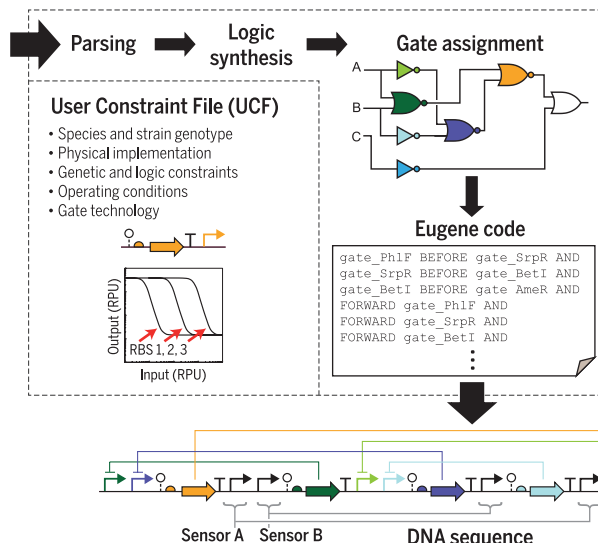 Parsing
Logic
synthesis
Gate assignment
A
B
C
User Constraint File (UCF)
• Species and strain genotype
• Physical implementation
• Genetic and logic constraints
• Operating conditions
• Gate technology
Output (RPU)
RBS 1, 2, 3
Input (RPU)
Eugene code
gate_PhlF BEFORE gate_SrpR AND
gate_SrpR BEFORE gate_BetI AND
gate_BetI BEFORE gate AmeR AND
FORWARD gate_PhlF AND
FORWARD gate_SrpR AND
FORWARD gate_BetI AND
Sensor A
Sensor B
DNA sequence